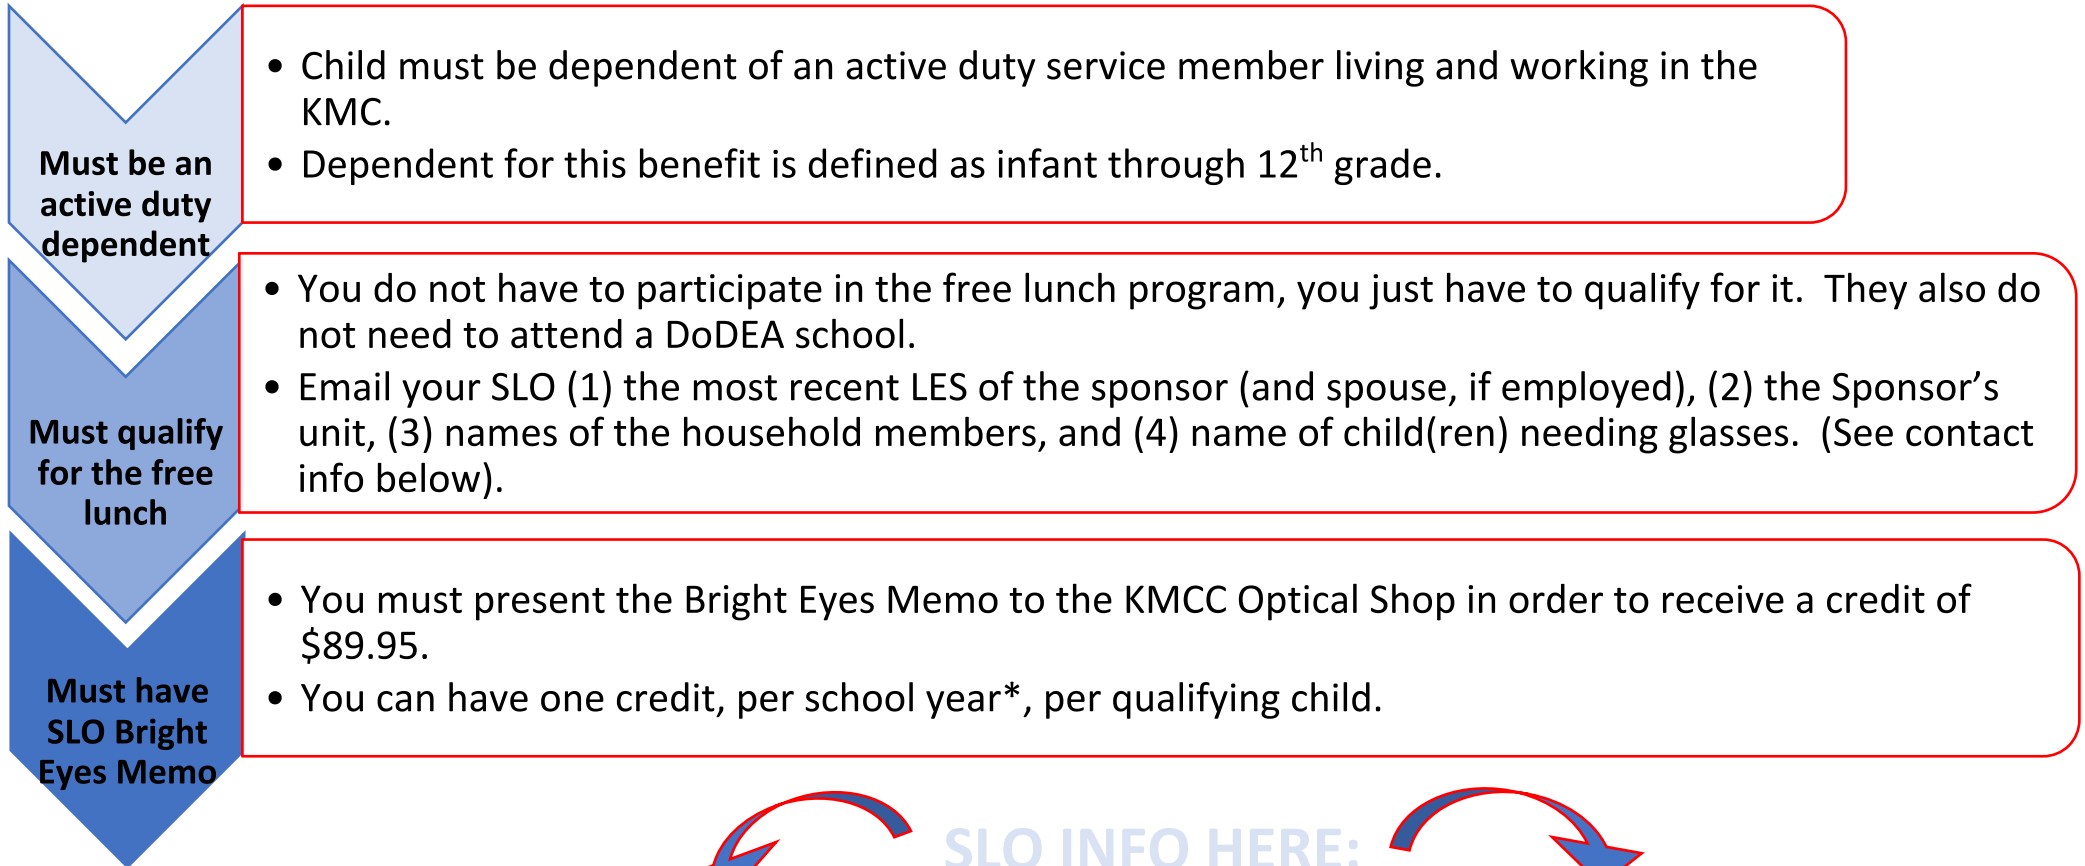 Must be an
active duty
dependent
• Child must be dependent of an active duty service member living and working in the
KMC.
• Dependent for this benefit is defined as infant through 12th grade.
Must qualify
for the free
lunch
• You do not have to participate in the free lunch program, you just have to qualify for it.  They also do
not need to attend a DoDEA school.
• Email your SLO (1) the most recent LES of the sponsor (and spouse, if employed), (2) the Sponsor’s
unit, (3) names of the household members, and (4) name of child(ren) needing glasses.  (See contact
info below).
Must have
SLO Bright
Eyes Memo
• You must present the Bright Eyes Memo to the KMCC Optical Shop in order to receive a credit of
$89.95.
• You can have one credit, per school year*, per qualifying child.
SLO INFO HERE: